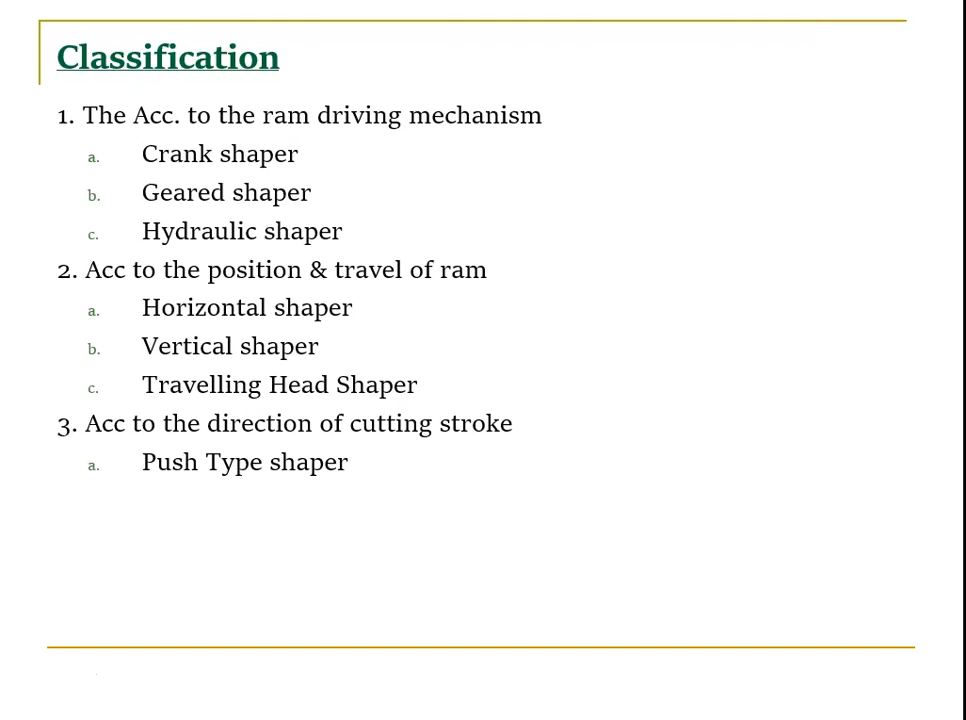 Classification
1. The Acc. to the ram driving mechanism
a. Crank shaper
b. Geared shaper
c. Hydraulic shaper
2. Acc to the position & travel of ram
a. Horizontal shaper
b. Vertical shaper
c. Travelling Head Shaper
3. Acc to the direction of cutting stroke
a. Push Type shaper